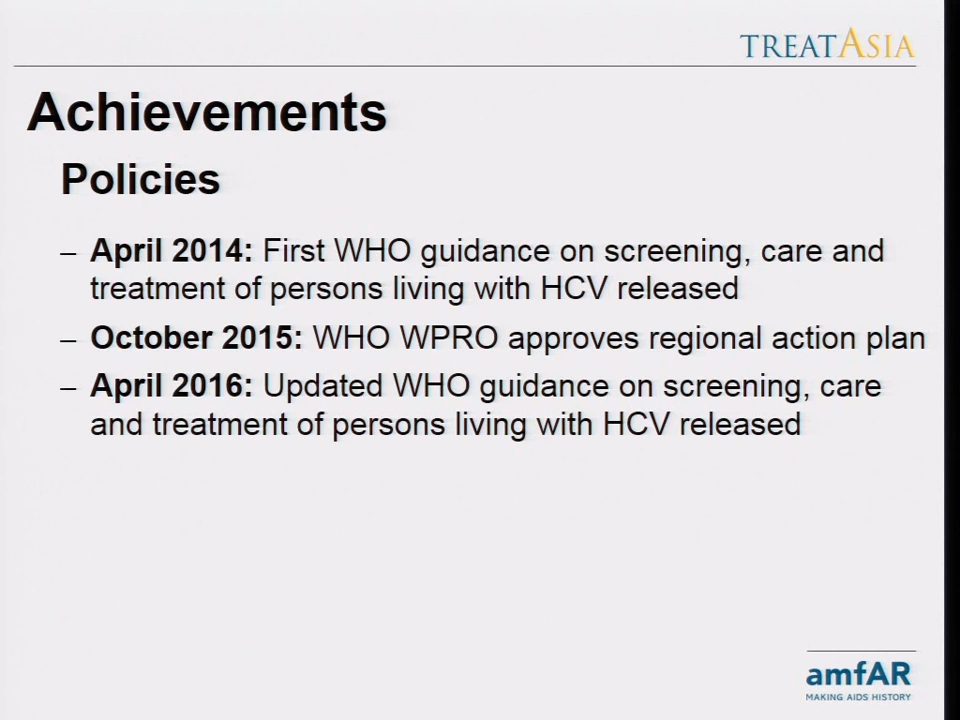 TREATASIA
Achievements
Policies
– April 2014: First WHO guidance on screening, care and
treatment of persons living with HCV released
– October 2015: WHO WPRO approves regional action plan
– April 2016: Updated WHO guidance on screening, care
and treatment of persons living with HCV released
amfAR
MAKING AIDS HISTORY